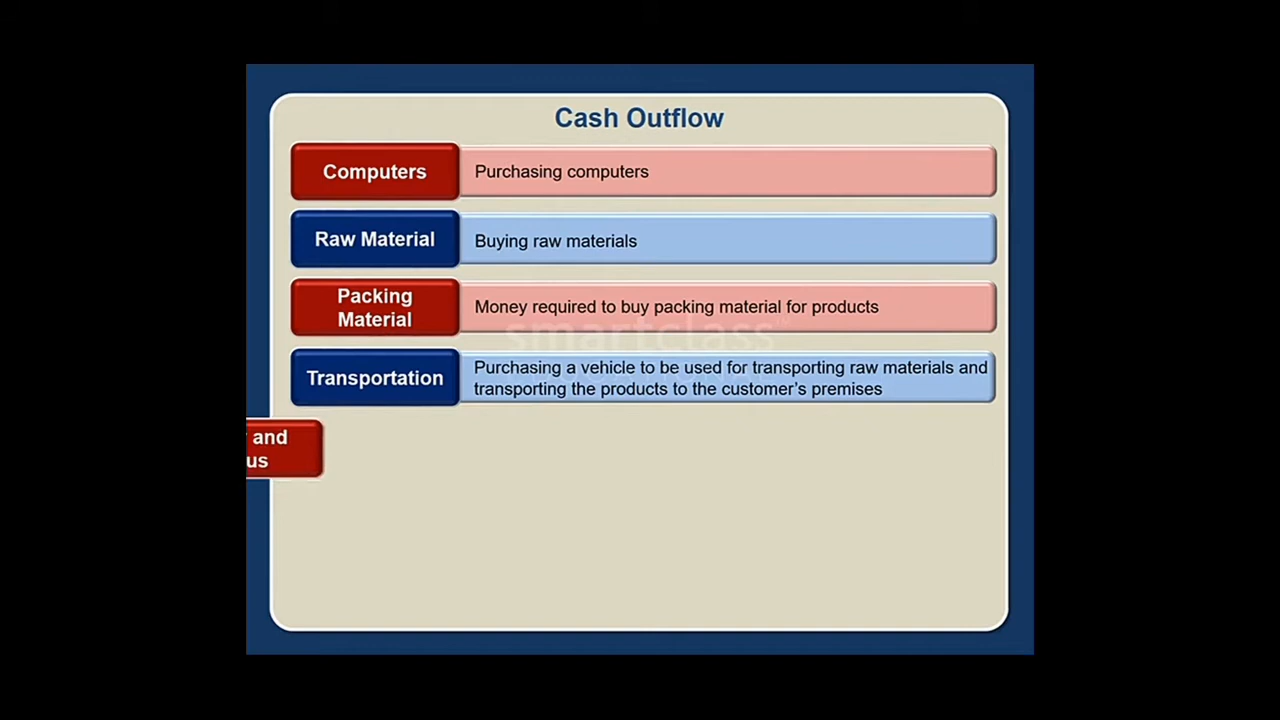 Cash Outflow
Computers
Purchasing computers
Raw Material
Buying raw materials
Packing
Material
Money required to buy packing material for products
smartclass
Transportation
Purchasing a vehicle to be used for transporting raw materials and
transporting the products to the customer's premises
and
us